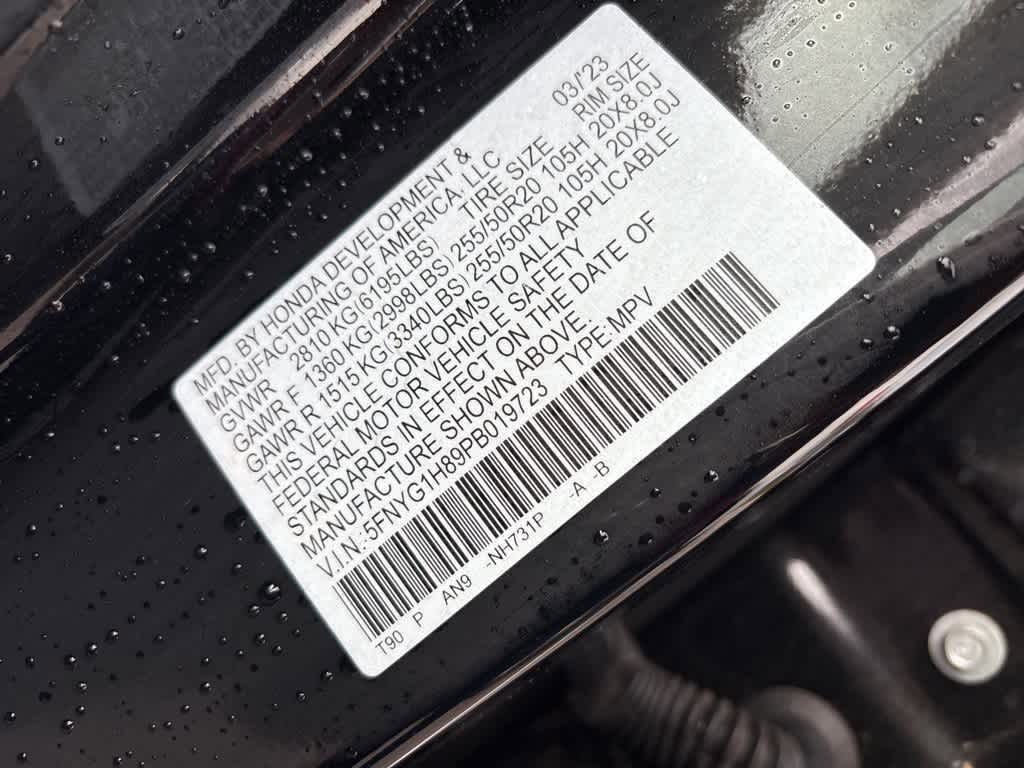 MFD. BY HONDA DEVELOPMENT &
MANUFACTURING OF AMERICA, LLC 03/'23
GVWR 2810 KG(6195LBS) TIRE SIZE RIM SIZE
GAWR F 1360 KG(2998LBS) 255/50R20 105H 20X8.0J
GAWR R 1515 KG(3340LBS) 255/50R20 105H 20X8.0J
THIS VEHICLE CONFORMS TO ALL APPLICABLE
FEDERAL MOTOR VEHICLE SAFETY
STANDARDS IN EFFECT ON THE DATE OF
MANUFACTURE SHOWN ABOVE.
V.I.N.:5FNYG1H89PB019723 TYPE:MPV
T90 P AN9 -NH731P -A -B